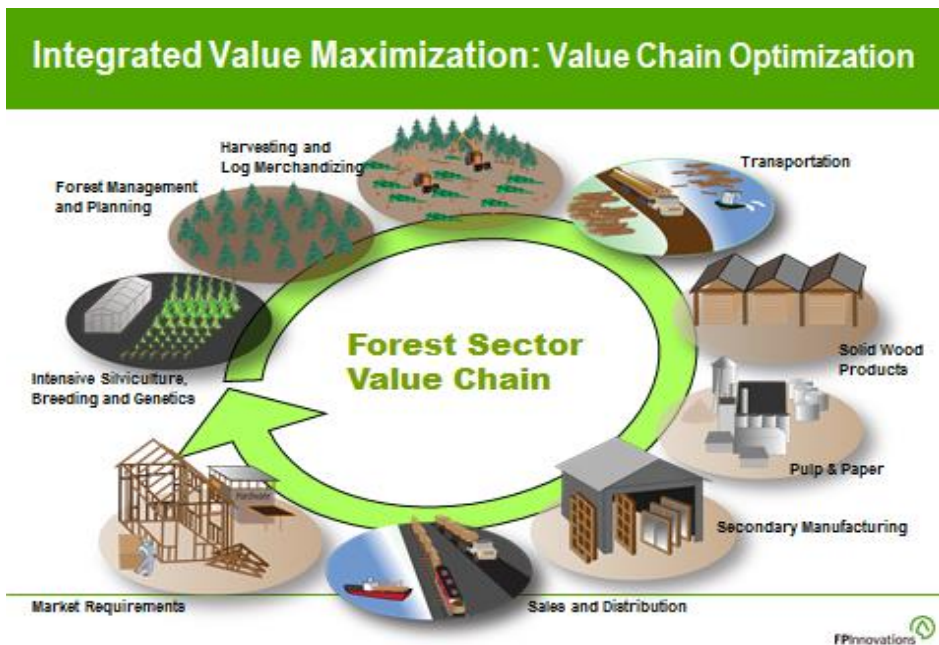 Integrated Value Maximization: Value Chain Optimization
Harvesting and
Log Merchandizing
Transportation
Forest Management
and Planning
Forest Sector
Value Chain
Solid Wood
Products
Intensive Silviculture,
Breeding and Genetics
Pulp & Paper
Hardware
Secondary Manufacturing
Market Requirements
Sales and Distribution
FPInnovations